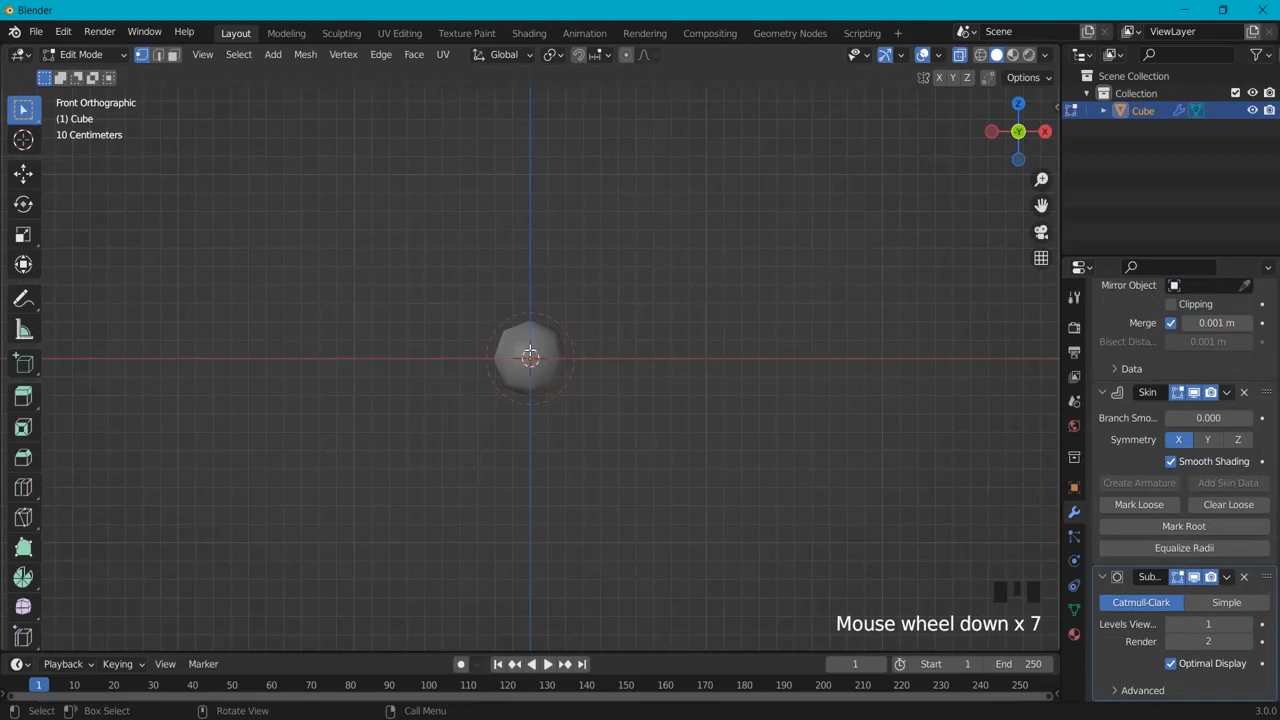 Blender
File Edit Render Window Help Layout Modeling Sculpting UV Editing Texture Paint Shading Animation Rendering Compositing Geometry Nodes Scripting + Scene ViewLayer
Edit Mode View Select Add Mesh Vertex Edge Face UV Global
X Y Z Options
Scene Collection
Collection
Cube
Front Orthographic
(1) Cube
10 Centimeters
Z
-Y
X
Mirror Object
Clipping
Merge 0.001 m
Bisect Dista... 0.001 m
Data
Skin
Branch Smo... 0.000
Symmetry X Y Z
Smooth Shading
Create Armature Add Skin Data
Mark Loose Clear Loose
Mark Root
Equalize Radii
Sub...
Catmull-Clark Simple
Levels View... 1
Render 2
Optimal Display
Advanced
Mouse wheel down x 7
Playback Keying View Marker 1 Start 1 End 250
1 10 20 30 40 50 60 70 80 90 100 110 120 130 140 150 160 170 180 190 200 210 220 230 240 250
Select Box Select Rotate View Call Menu 3.0.0